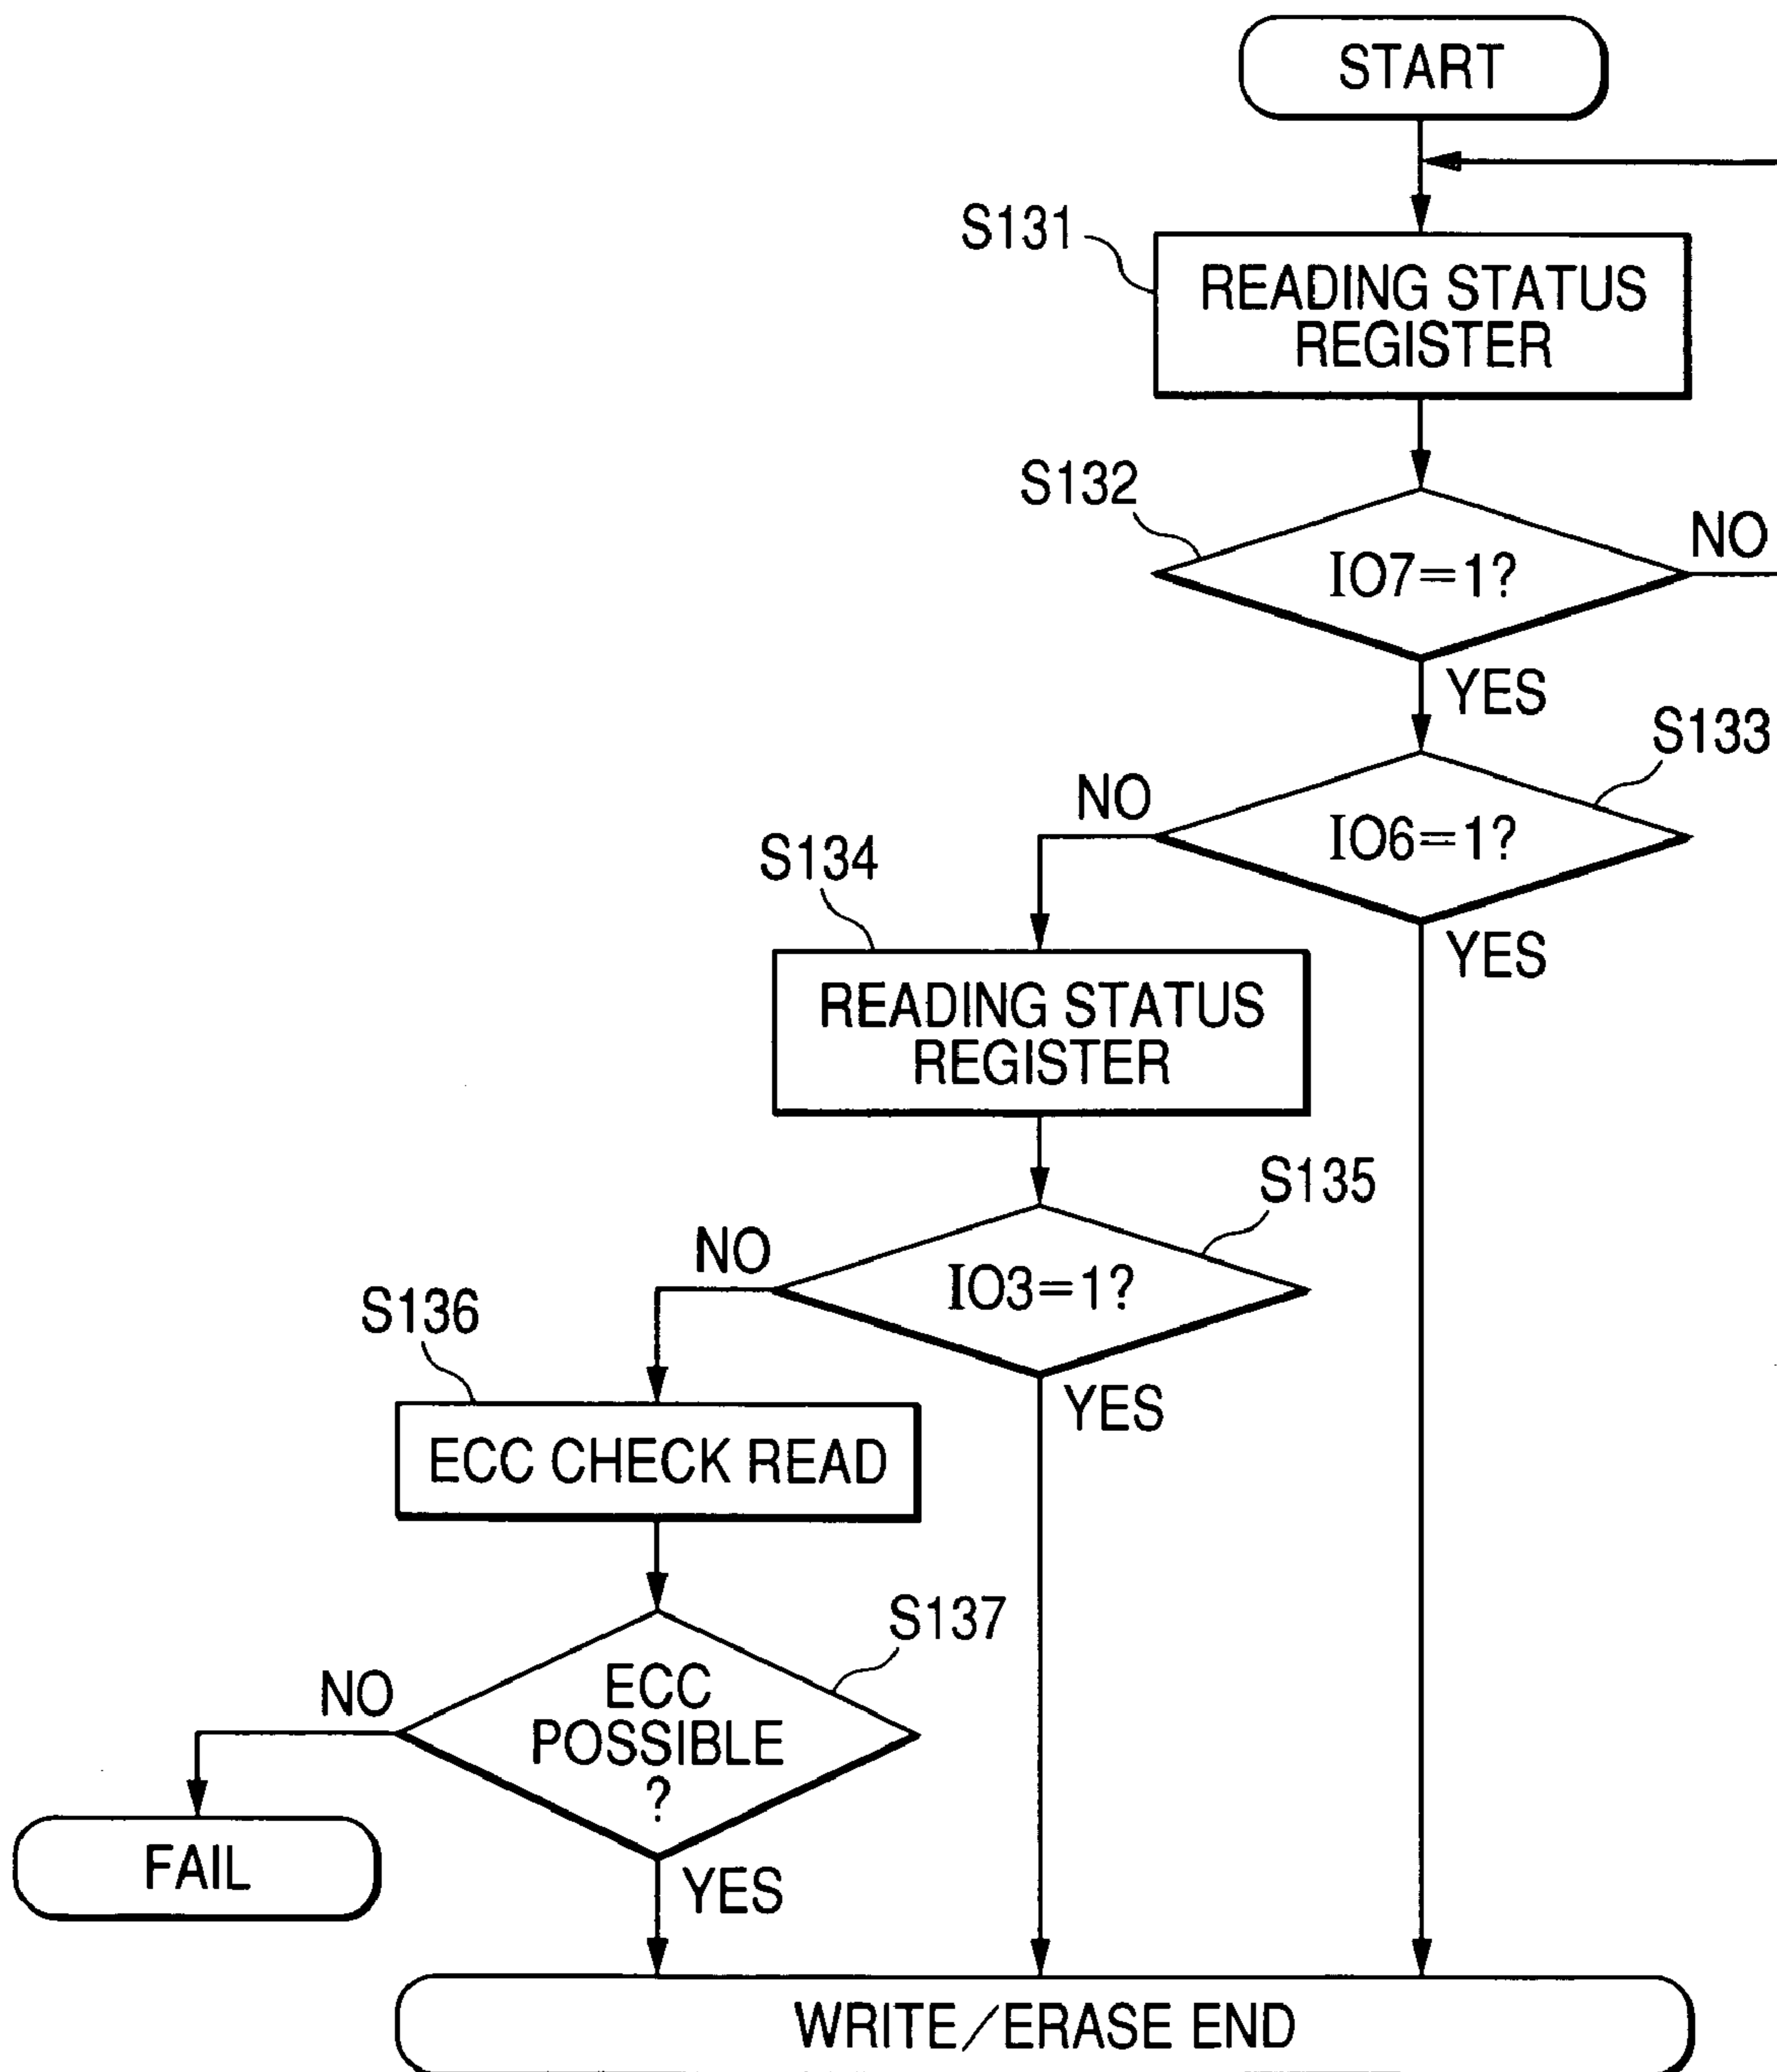 START
S131
READING STATUS
REGISTER
S132
IO7=1?
NO
YES
S133
NO
IO6=1?
YES
S134
READING STATUS
REGISTER
S135
NO
IO3=1?
YES
S136
ECC CHECK READ
S137
NO
ECC
POSSIBLE
?
YES
FAIL
WRITE/ERASE END